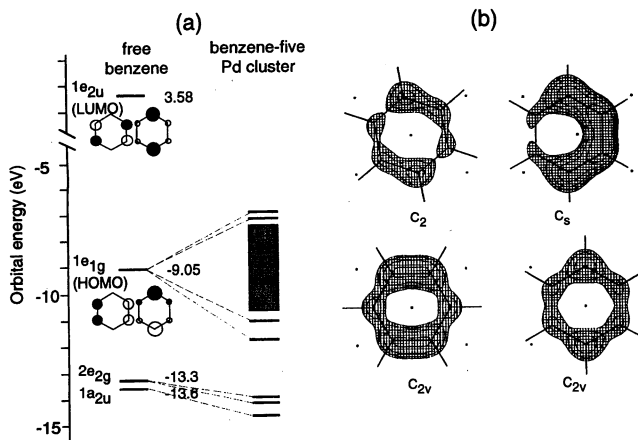 (a)
(b)
free
benzene
benzene-five
Pd cluster
1e2u
(LUMO)
3.58
-5
Orbital energy (eV)
1e1g
(HOMO)
-9.05
-10
2e2g
-13.3
1a2u
-13.6
-15
C2
Cs
C2v
C2v